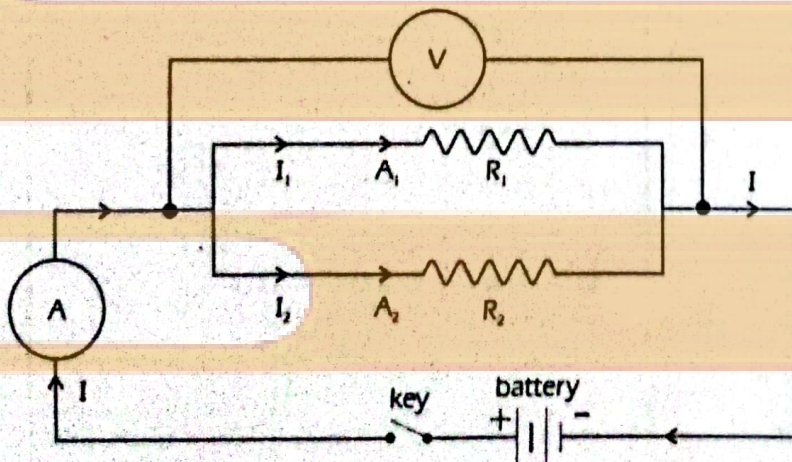 V
I₁ A₁ R₁
I
A
I₂ A₂ R₂
I
key
battery
+ −